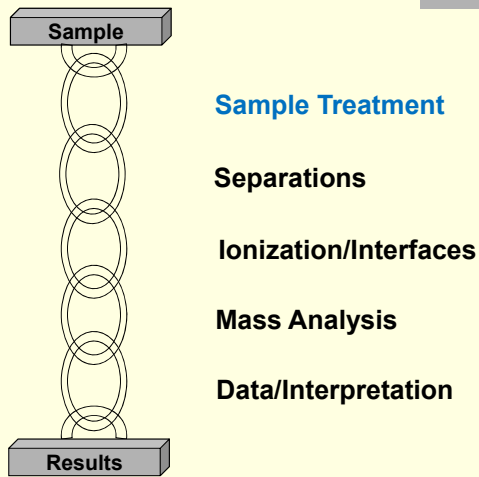 Sample
Sample Treatment
Separations
Ionization/Interfaces
Mass Analysis
Data/Interpretation
Results